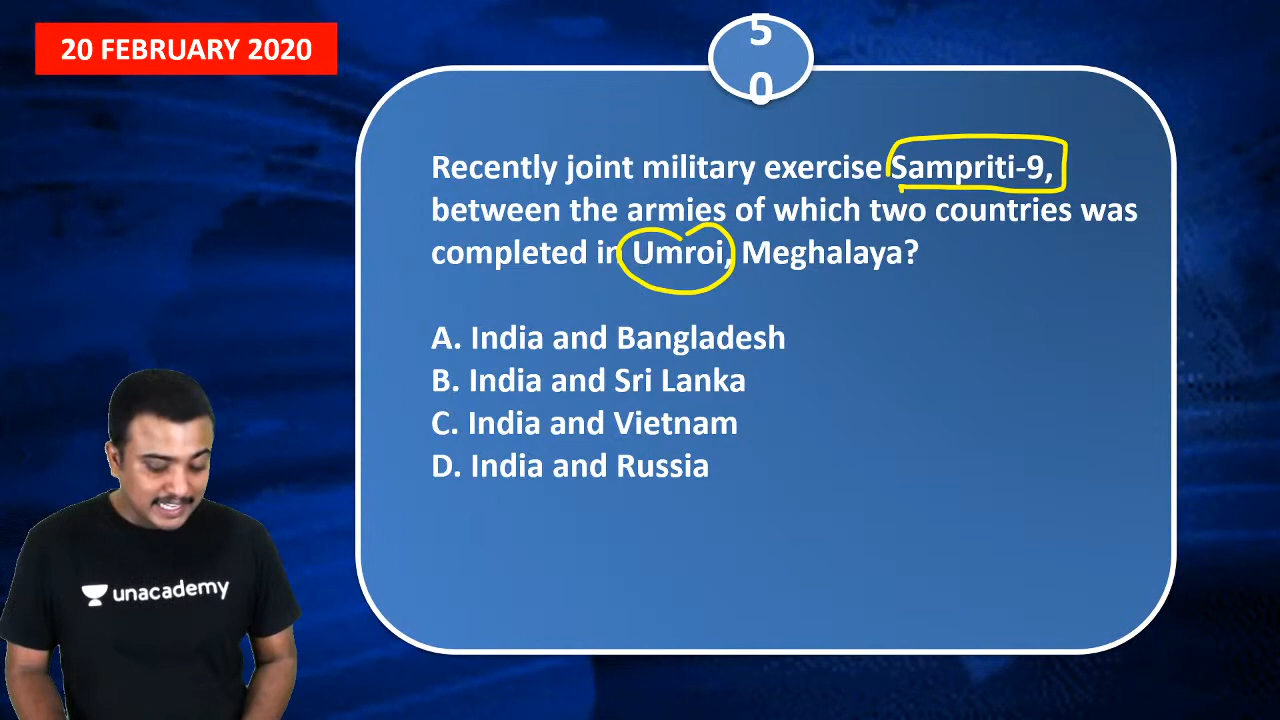 20 FEBRUARY 2020
5
0
Recently joint military exercise Sampriti-9,
between the armies of which two countries was
completed in Umroi, Meghalaya?
A. India and Bangladesh
B. India and Sri Lanka
C. India and Vietnam
D. India and Russia
unacademy